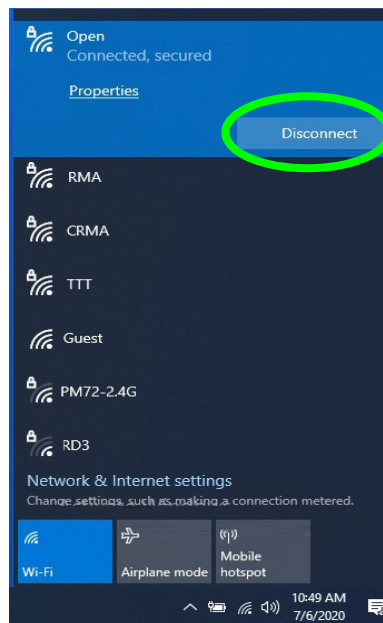 Open
Connected, secured
Properties
Disconnect
RMA
CRMA
TTT
Guest
PM72-2.4G
RD3
Network & Internet settings
Change settings, such as making a connection metered.
Wi-Fi
Airplane mode
Mobile
hotspot
10:49 AM
7/6/2020